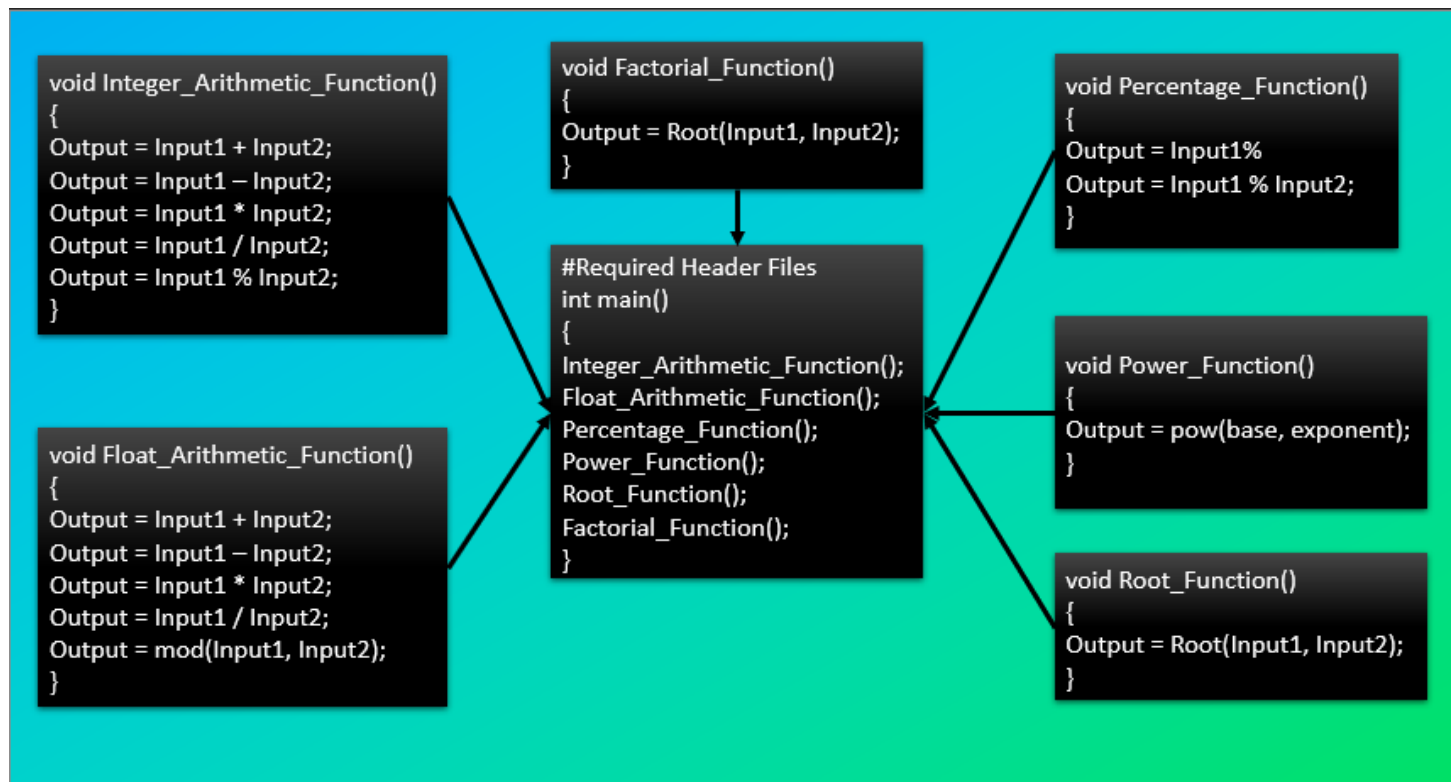 void Integer_Arithmetic_Function()
{
Output = Input1 + Input2;
Output = Input1 – Input2;
Output = Input1 * Input2;
Output = Input1 / Input2;
Output = Input1 % Input2;
}
void Float_Arithmetic_Function()
{
Output = Input1 + Input2;
Output = Input1 – Input2;
Output = Input1 * Input2;
Output = Input1 / Input2;
Output = mod(Input1, Input2);
}
void Factorial_Function()
{
Output = Root(Input1, Input2);
}
#Required Header Files
int main()
{
Integer_Arithmetic_Function();
Float_Arithmetic_Function();
Percentage_Function();
Power_Function();
Root_Function();
Factorial_Function();
}
void Percentage_Function()
{
Output = Input1%
Output = Input1 % Input2;
}
void Power_Function()
{
Output = pow(base, exponent);
}
void Root_Function()
{
Output = Root(Input1, Input2);
}